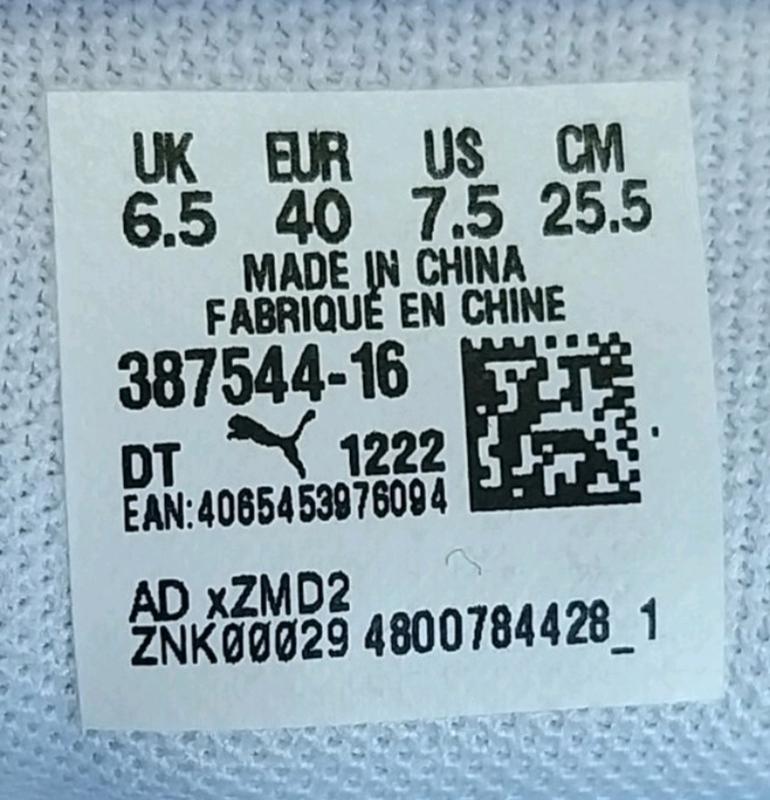 UK EUR US CM
6.5 40 7.5 25.5
MADE IN CHINA
FABRIQUÉ EN CHINE
387544-16
DT 1222
EAN:4065453976094
AD xZMD2
ZNK00029 4800784428_1